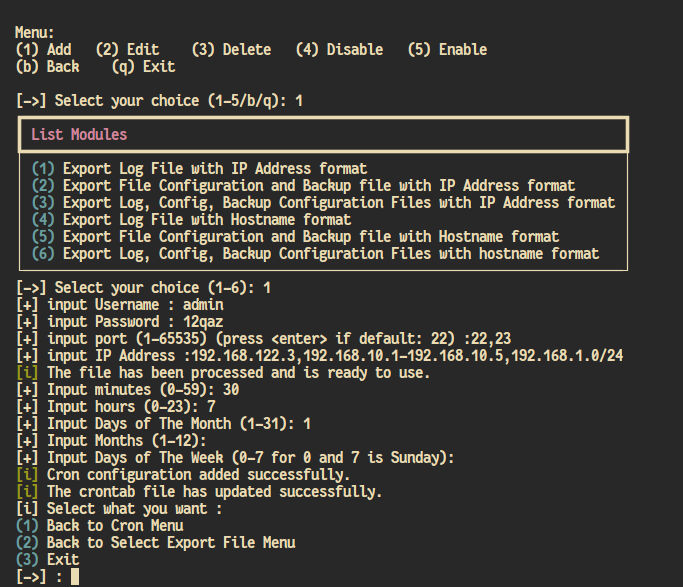 Menu:
(1) Add (2) Edit (3) Delete (4) Disable (5) Enable
(b) Back (q) Exit
[->] Select your choice (1-5/b/q): 1
List Modules
(1) Export Log File with IP Address format
(2) Export File Configuration and Backup file with IP Address format
(3) Export Log, Config, Backup Configuration Files with IP Address format
(4) Export Log File with Hostname format
(5) Export File Configuration and Backup file with Hostname format
(6) Export Log, Config, Backup Configuration Files with hostname format
[->] Select your choice (1-6): 1
[+] input Username : admin
[+] input Password : 12qaz
[+] input port (1-65535) (press <enter> if default: 22) :22,23
[+] input IP Address :192.168.122.3,192.168.10.1-192.168.10.5,192.168.1.0/24
[i] The file has been processed and is ready to use.
[+] Input minutes (0-59): 30
[+] Input hours (0-23): 7
[+] Input Days of The Month (1-31): 1
[+] Input Months (1-12):
[+] Input Days of The Week (0-7 for 0 and 7 is Sunday):
[i] Cron configuration added successfully.
[i] The crontab file has updated successfully.
[i] Select what you want :
(1) Back to Cron Menu
(2) Back to Select Export File Menu
(3) Exit
[->] :